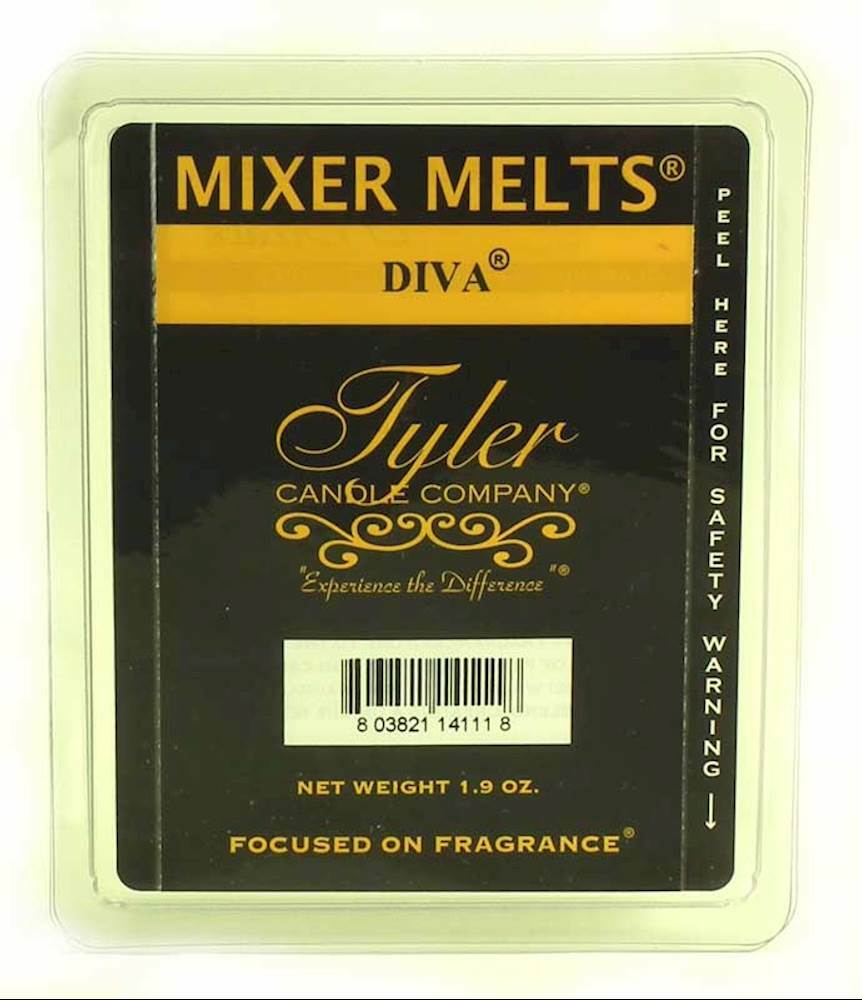 MIXER MELTS®
DIVA®
Tyler
CANDLE COMPANY®
"Experience the Difference"®
8 03821 14111 8
NET WEIGHT 1.9 OZ.
FOCUSED ON FRAGRANCE®
PEEL HERE FOR SAFETY WARNING